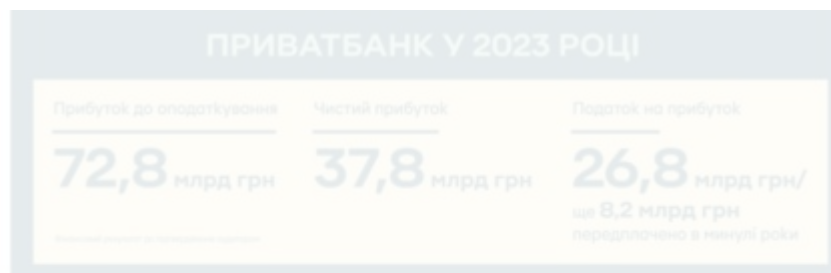 ПРИВАТБАНК У 2023 РОЦІ
Прибуток до оподаткування
72,8 млрд грн
Чистий прибуток
37,8 млрд грн
Податок на прибуток
26,8 млрд грн/
ще 8,2 млрд грн
передплачено в минулі роки